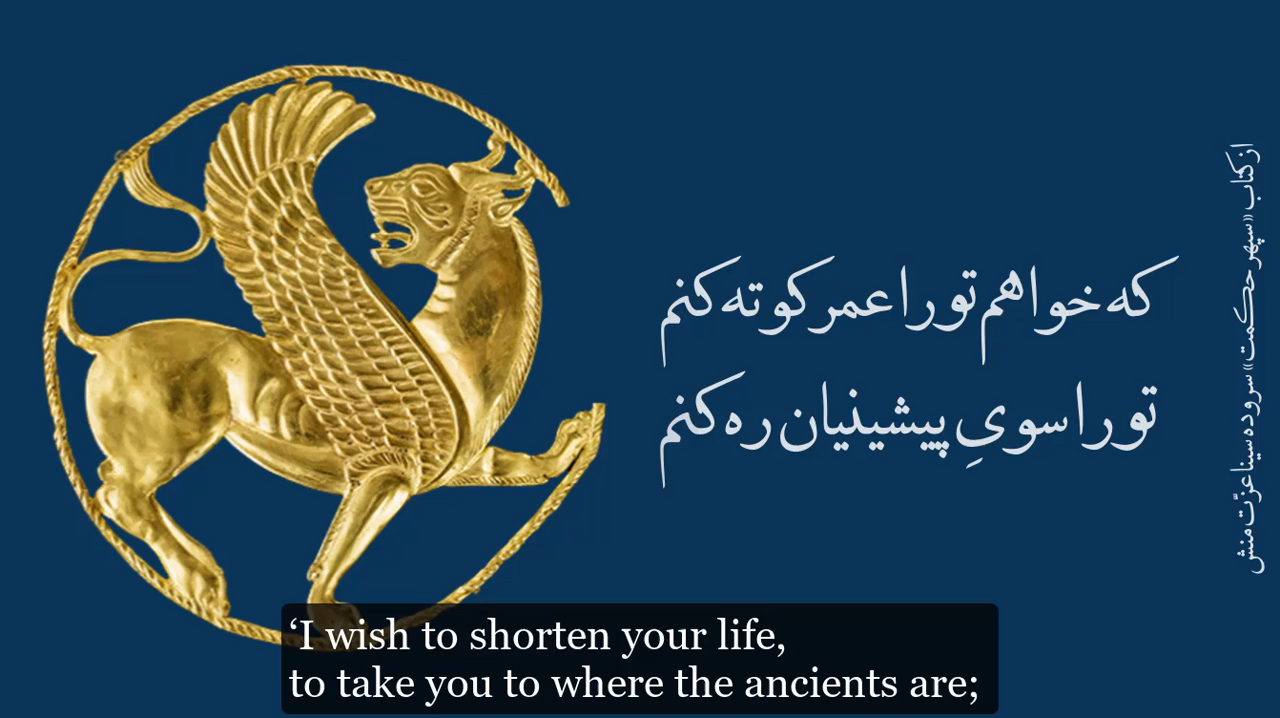 که خواهم تو را عمر کوته کنم
تو را سویِ پیشینیان ره کنم
از کتاب «سپهر حکمت» سروده سینا عزّت منش
‘I wish to shorten your life,
to take you to where the ancients are;